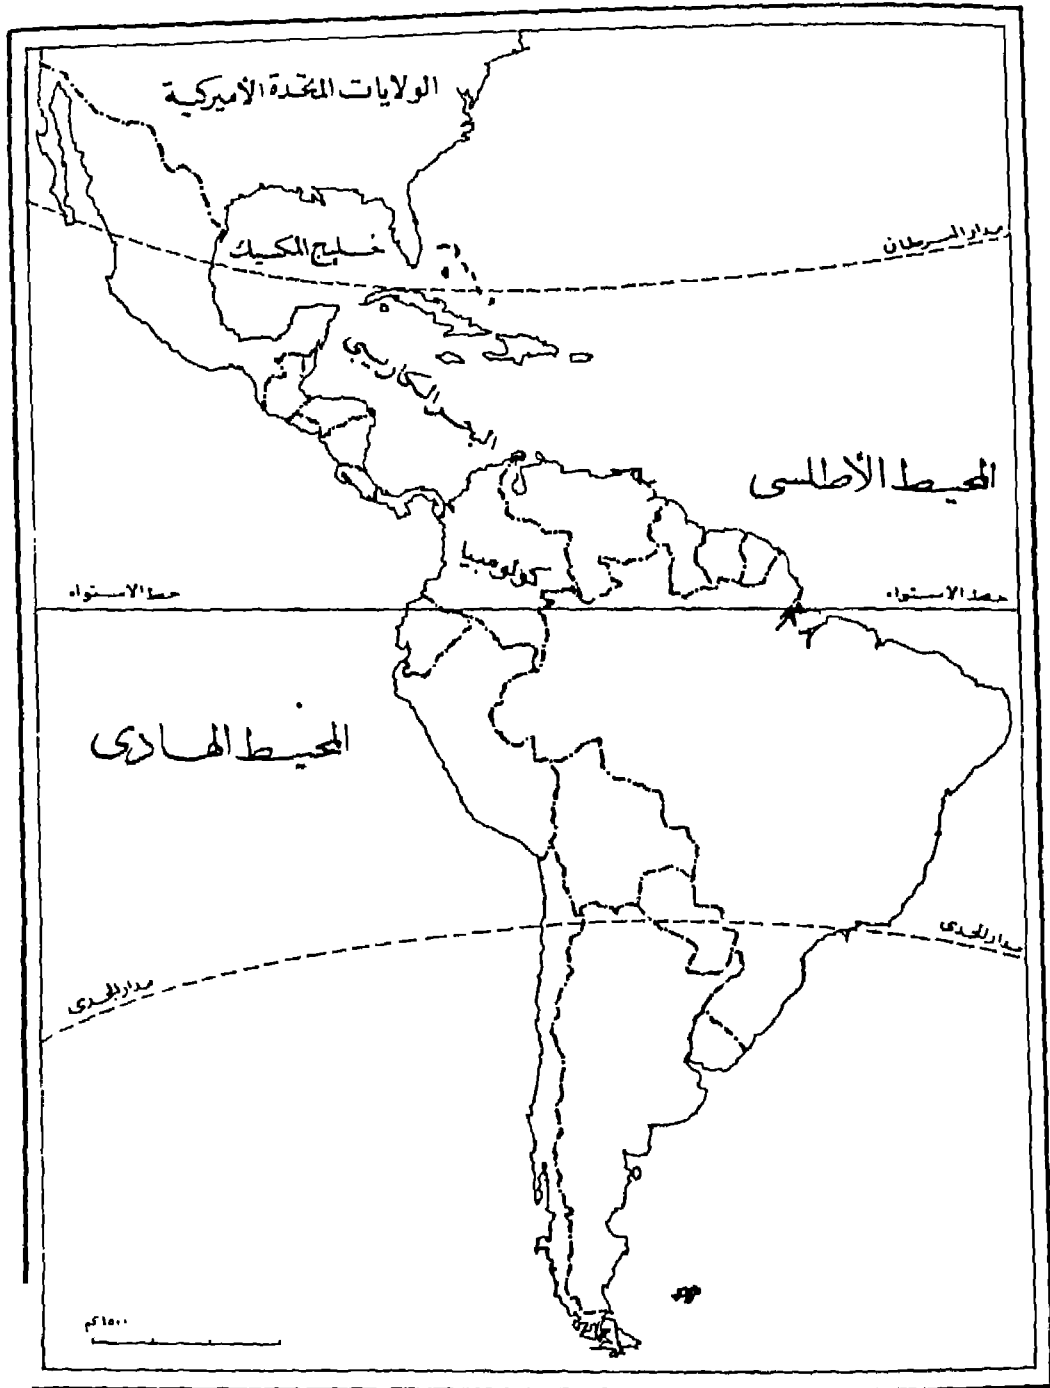 الولايات المتحدة الأميركية
خليج المكسيك
مدار السرطان
البحر الكاريبي
المحيط الأطلسي
كولومبيا
خط الاستواء
خط الاستواء
المحيط الهادي
مدار الجدي
مدار الجدي
١٥٠٠ كم